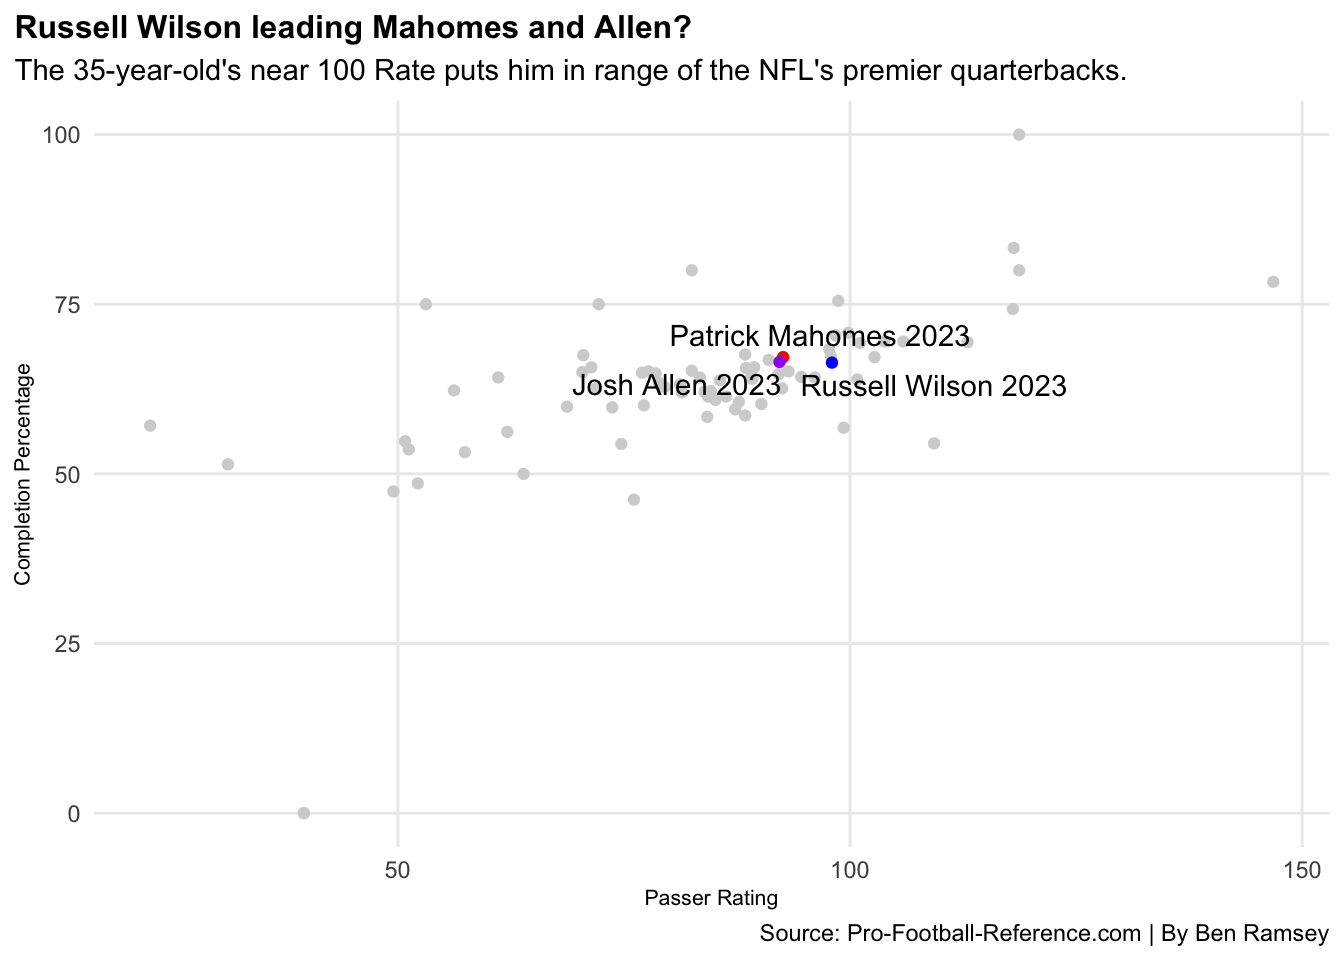 Russell Wilson leading Mahomes and Allen?
The 35-year-old's near 100 Rate puts him in range of the NFL's premier quarterbacks.
100
75
50
25
0
Completion Percentage
Patrick Mahomes 2023
Josh Allen 2023
Russell Wilson 2023
50
100
150
Passer Rating
Source: Pro-Football-Reference.com | By Ben Ramsey